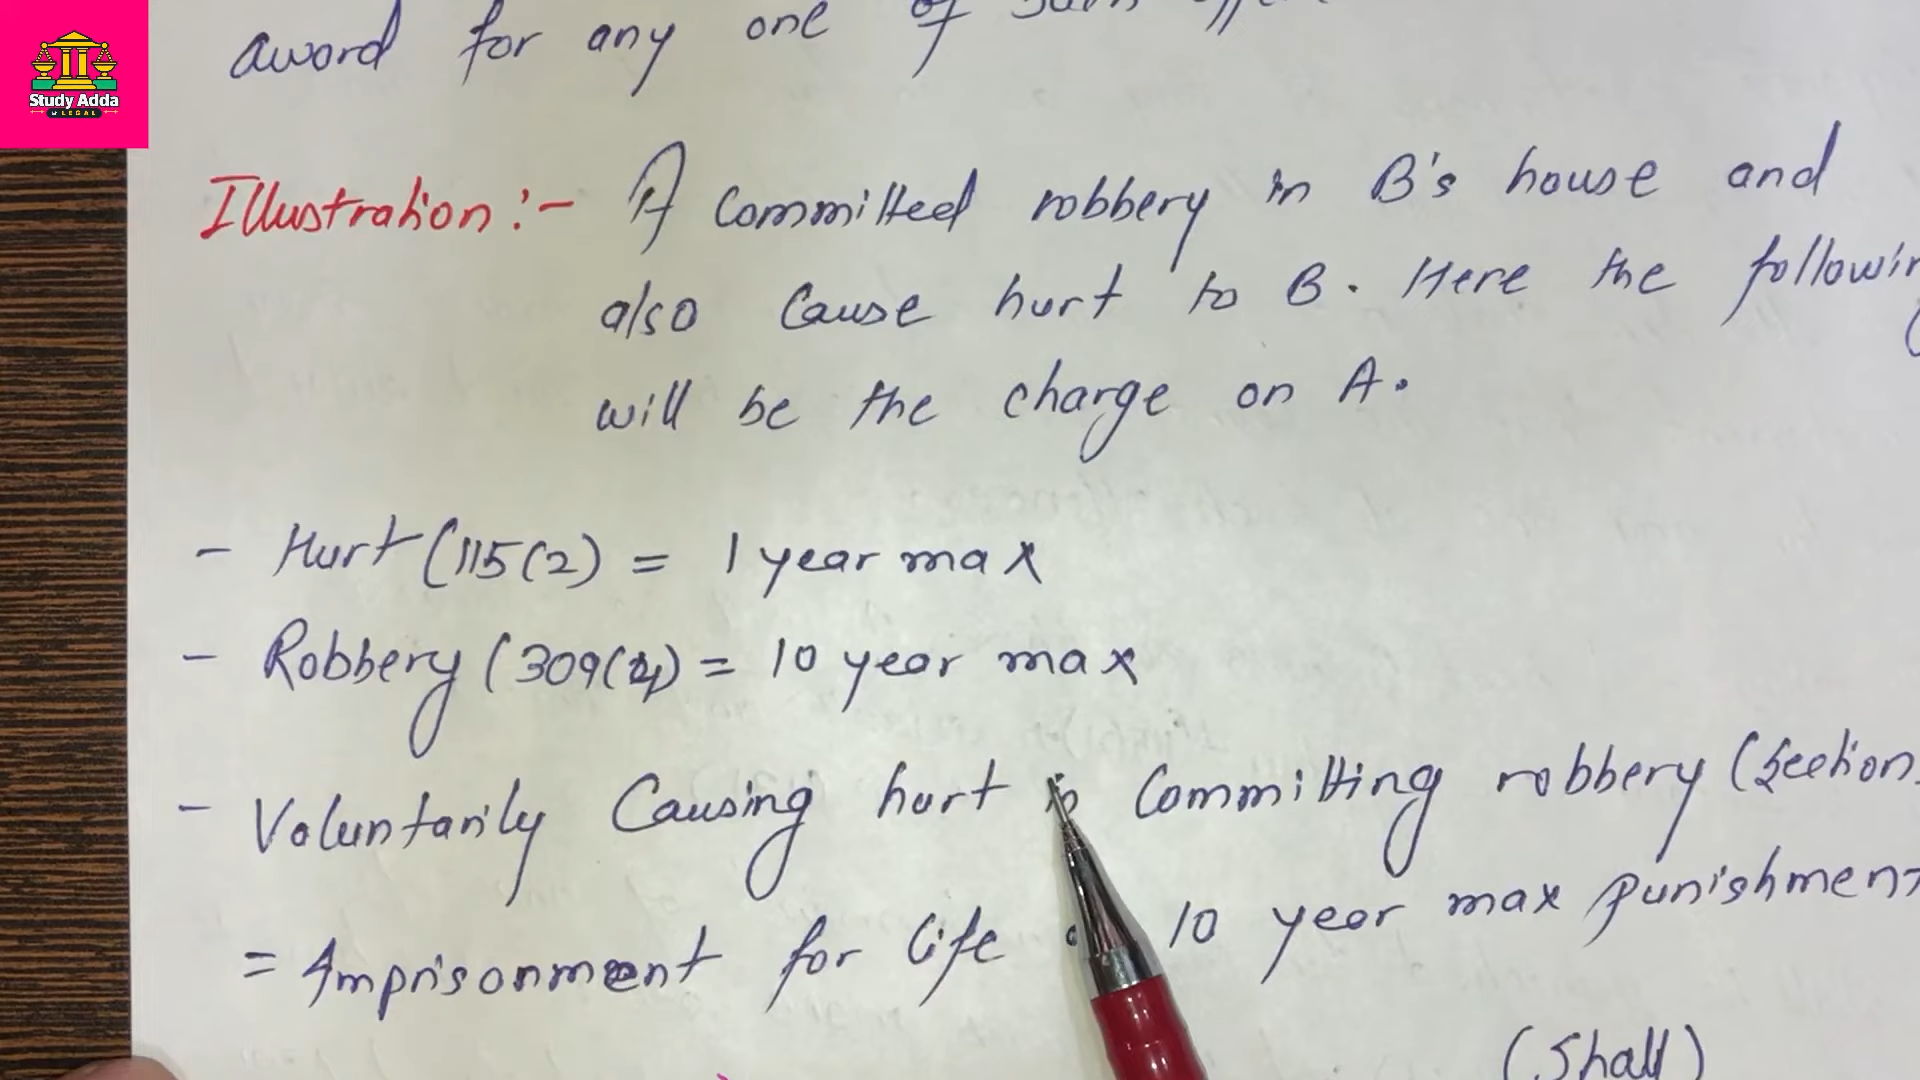 Study Adda
LEGAL
award for any one of such
Illustration :- A committed robbery in B's house and
also cause hurt to B. Here the
will be the charge on A.
- Hurt (115(2) = 1 year max
- Robbery (309(4) = 10 year max
- Voluntarily Causing hurt in Committing robbery (Section
= Imprisonment for life 10 year max punishment
(Shall)